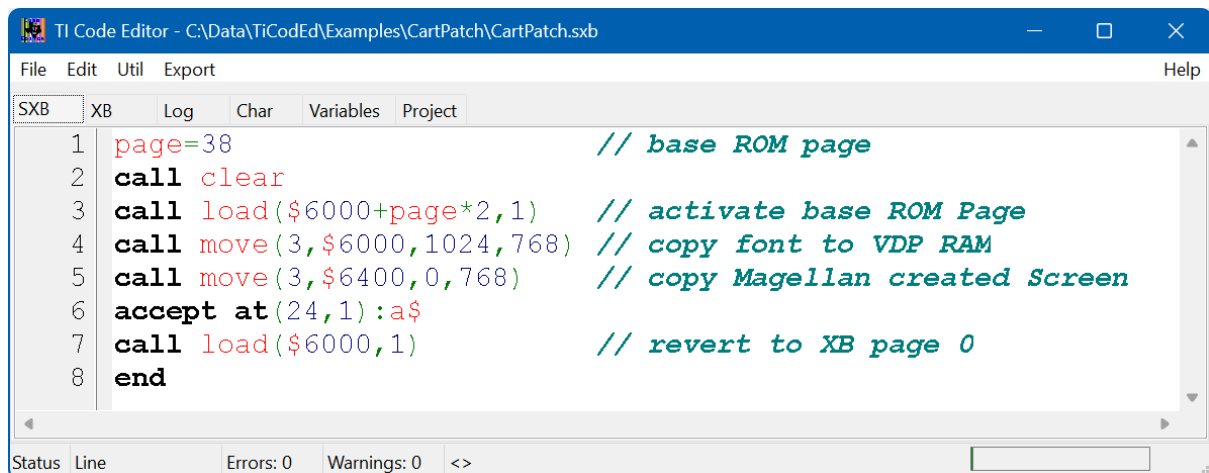 TI Code Editor - C:\Data\TiCodEd\Examples\CartPatch\CartPatch.sxb
File Edit Util Export Help
SXB XB Log Char Variables Project
1 page=38 // base ROM page
2 call clear
3 call load($6000+page*2,1) // activate base ROM Page
4 call move(3,$6000,1024,768) // copy font to VDP RAM
5 call move(3,$6400,0,768) // copy Magellan created Screen
6 accept at(24,1):a$
7 call load($6000,1) // revert to XB page 0
8 end
Status Line Errors: 0 Warnings: 0 <>